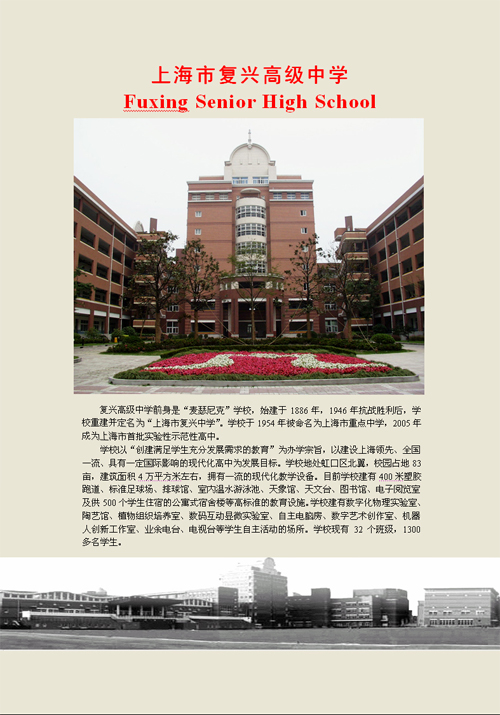 上海市复兴高级中学
Fuxing Senior High School
复兴高级中学前身是“麦瑟尼克”学校，始建于 1886 年，1946 年抗战胜利后，学
校重建并定名为“上海市复兴中学”。学校于 1954 年被命名为上海市重点中学，2005 年
成为上海市首批实验性示范性高中。
学校以“创建满足学生充分发展需求的教育”为办学宗旨，以建设上海领先、全国
一流、具有一定国际影响的现代化高中为发展目标。学校地处虹口区北翼，校园占地 83
亩，建筑面积 4 万平方米左右，拥有一流的现代化教学设备。目前学校建有 400 米塑胶
跑道、标准足球场、排球馆、室内温水游泳池、天象馆、天文台、图书馆、电子阅览室
及供 500 个学生住宿的公寓式宿舍楼等高标准的教育设施。学校建有数字化物理实验室、
陶艺馆、植物组织培养室、数码互动显微实验室、自主电脑房、数字艺术创作室、机器
人创新工作室、业余电台、电视台等学生自主活动的场所。学校现有 32 个班级，1300
多名学生。